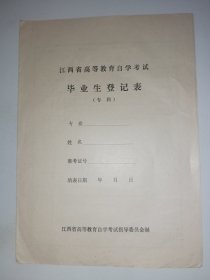 江西省高等教育自学考试
毕业生登记表
（专科）
专业
姓名
准考证号
填表日期 年 月 日
江西省高等教育自学考试指导委员会制